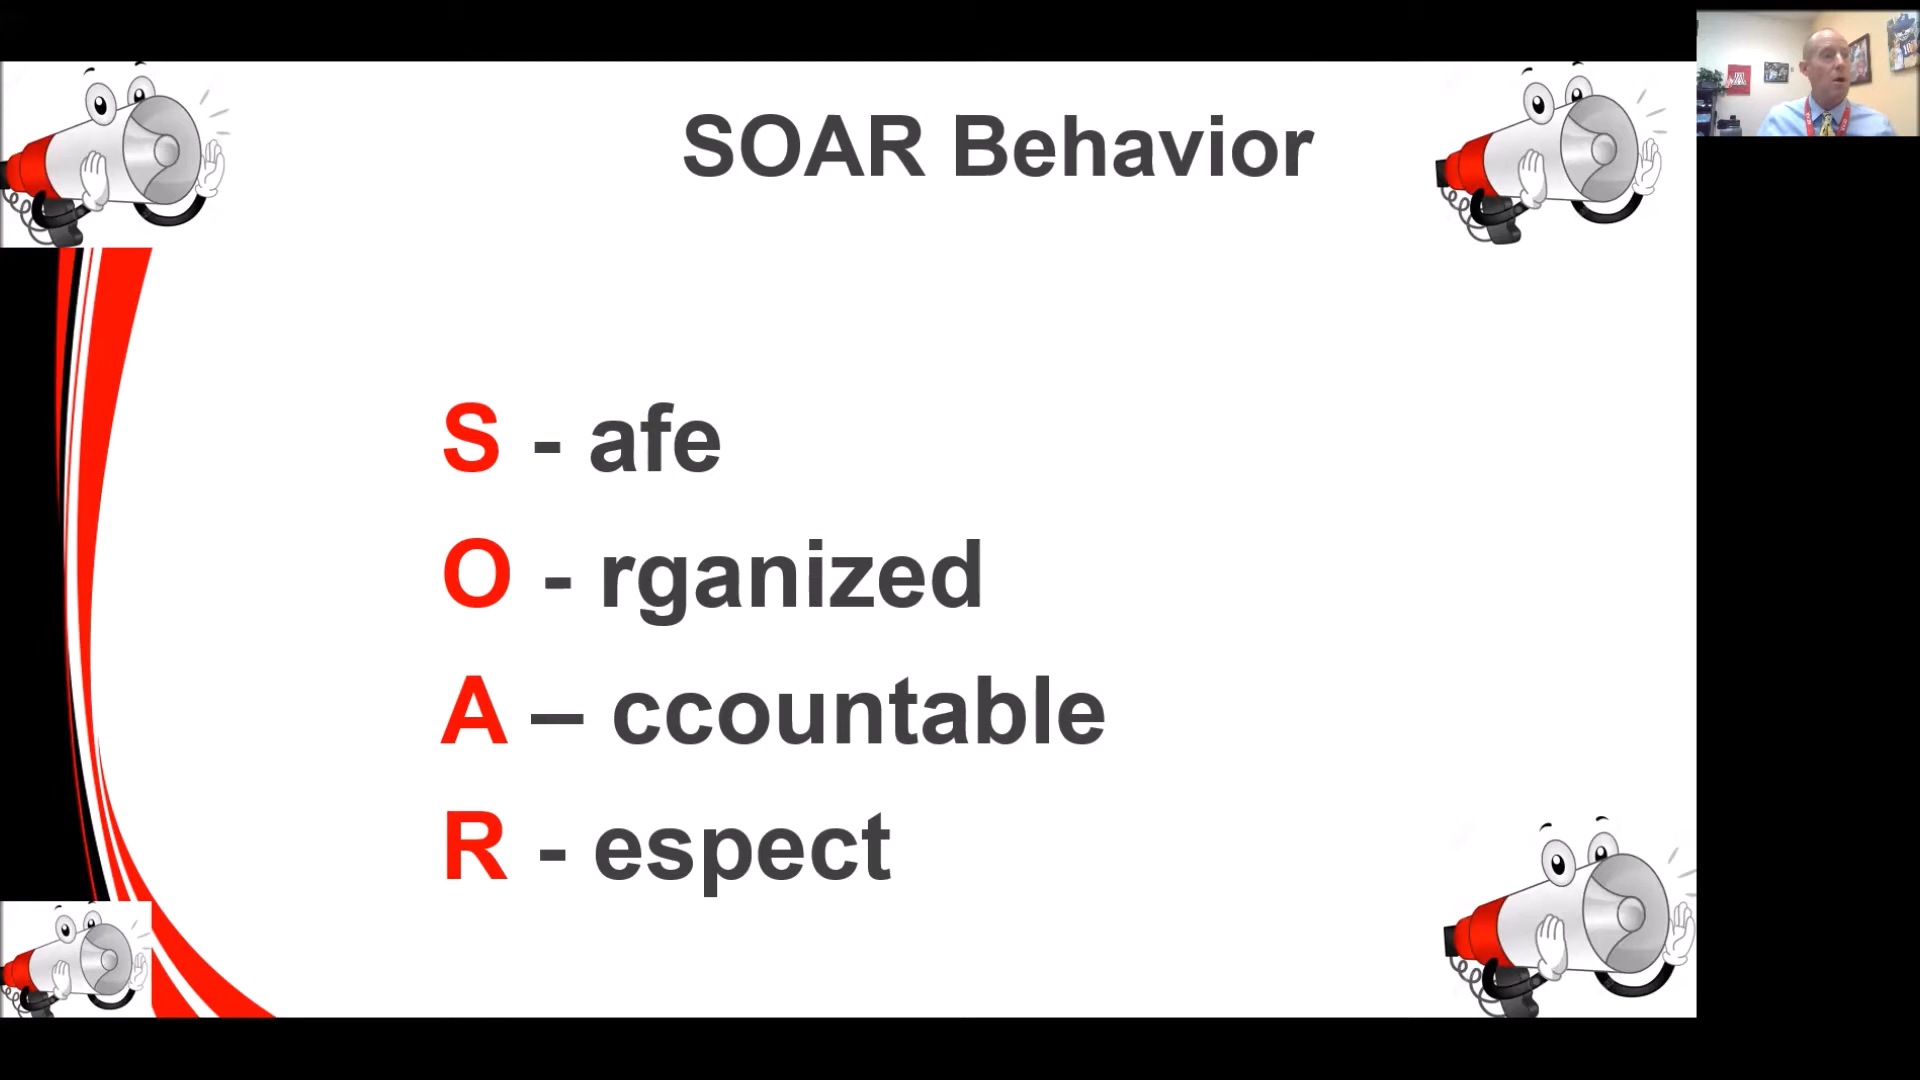 SOAR Behavior
S - afe
O - rganized
A – ccountable
R - espect